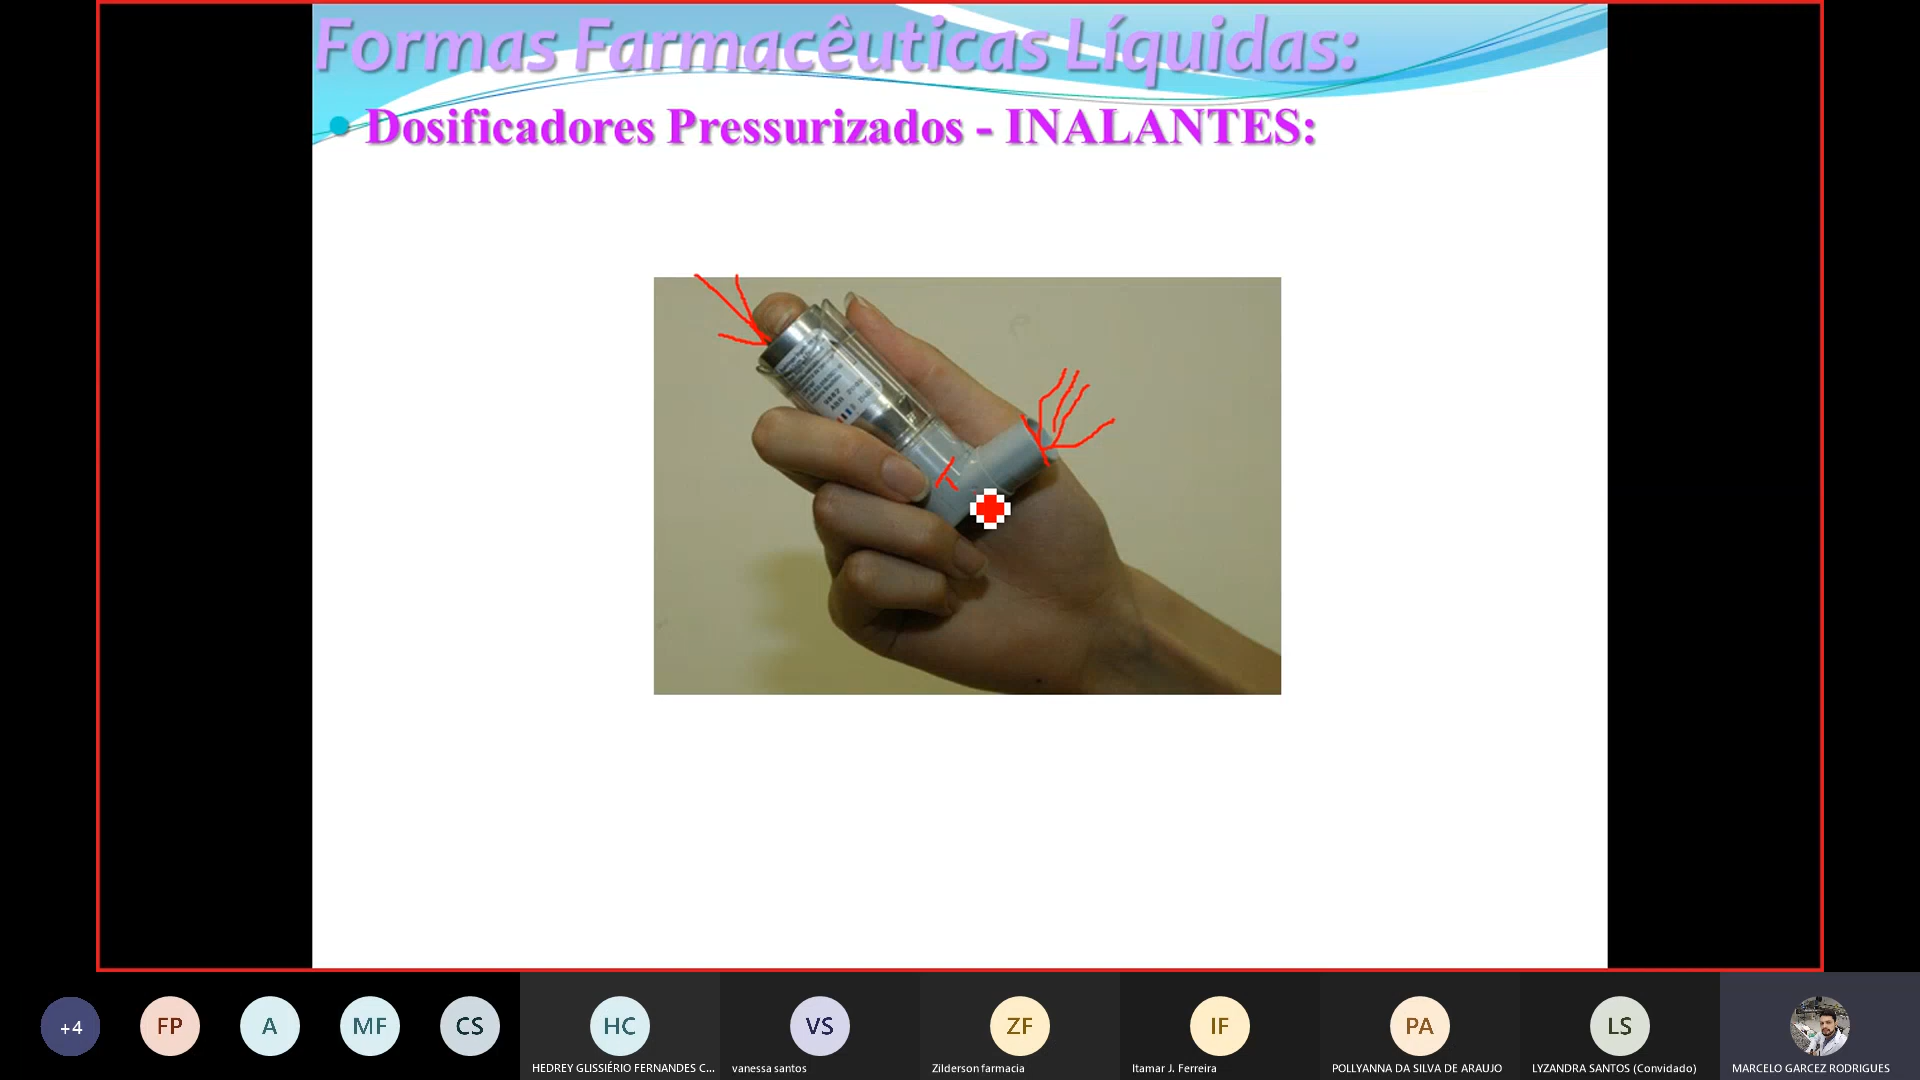 Formas Farmacêuticas Líquidas:
Dosificadores Pressurizados - INALANTES:
+4
FP
A
MF
CS
HC
VS
ZF
IF
PA
LS
HEDREY GLISSIÉRIO FERNANDES C...
vanessa santos
Zilderson farmacia
Itamar J. Ferreira
POLLYANNA DA SILVA DE ARAUJO
LYZANDRA SANTOS (Convidado)
MARCELO GARCEZ RODRIGUES